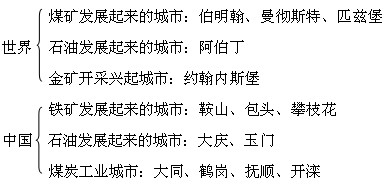 世界
煤矿发展起来的城市：伯明翰、曼彻斯特、匹兹堡
石油发展起来的城市：阿伯丁
金矿开采兴起城市：约翰内斯堡
中国
铁矿发展起来的城市：鞍山、包头、攀枝花
石油发展起来的城市：大庆、玉门
煤炭工业城市：大同、鹤岗、抚顺、开滦